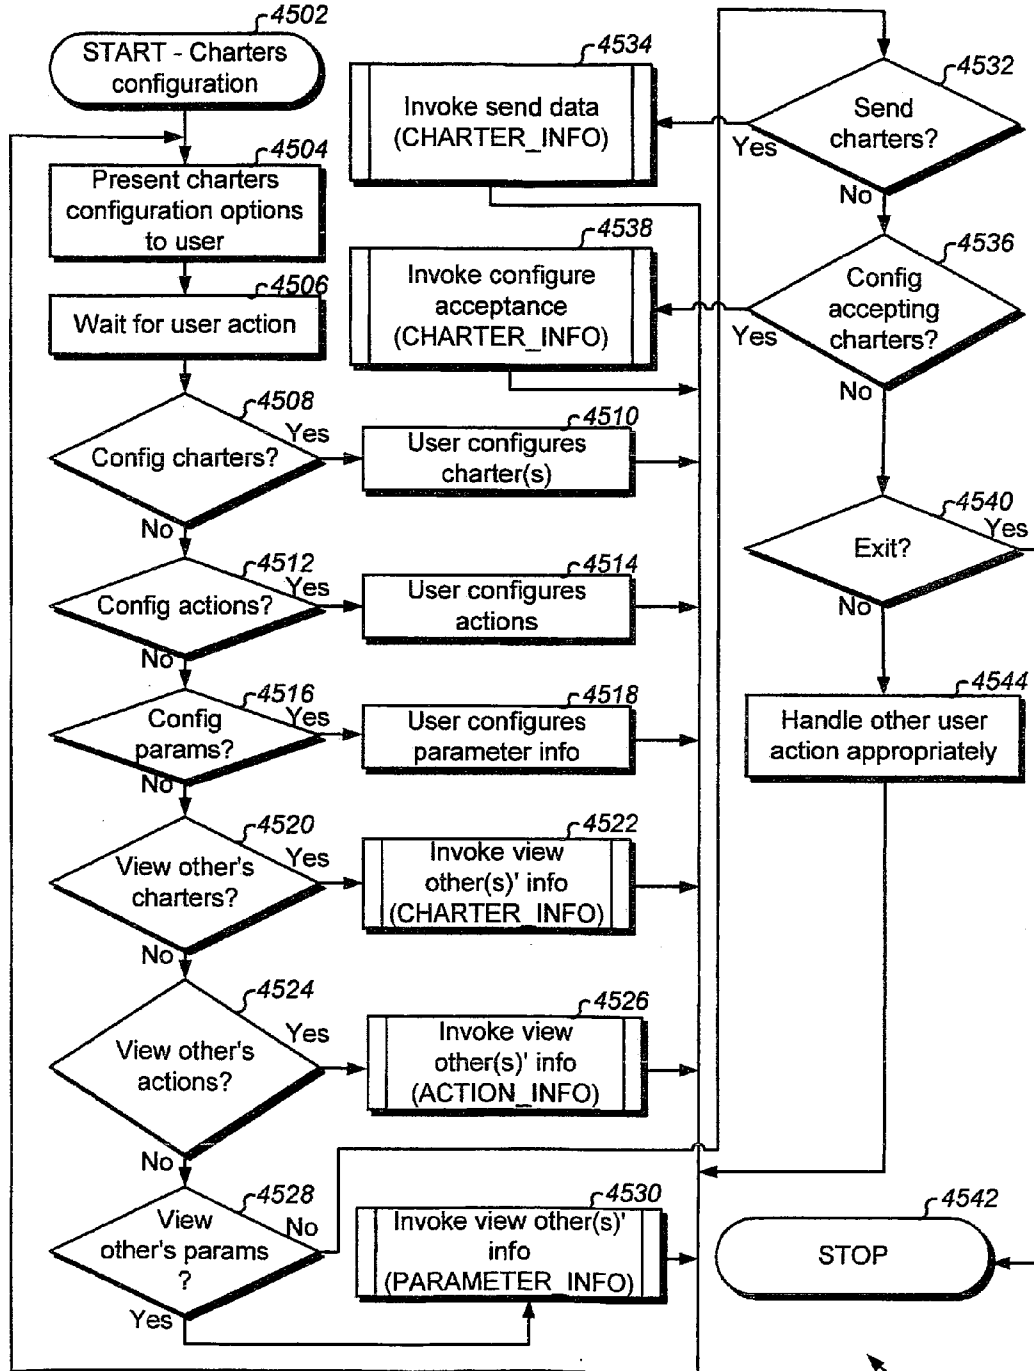 4502
START - Charters
configuration
4504
Present charters
configuration options
to user
4506
Wait for user action
4508
Config charters?
Yes
No
4510
User configures
charter(s)
4512
Config actions?
Yes
No
4514
User configures
actions
4516
Config
params?
Yes
No
4518
User configures
parameter info
4520
View other's
charters?
Yes
No
4522
Invoke view
other(s)' info
(CHARTER_INFO)
4524
View other's
actions?
Yes
No
4526
Invoke view
other(s)' info
(ACTION_INFO)
4528
View
other's params
?
No
Yes
4530
Invoke view other(s)'
info
(PARAMETER_INFO)
4532
Send
charters?
Yes
No
4534
Invoke send data
(CHARTER_INFO)
4536
Config
accepting
charters?
Yes
No
4538
Invoke configure
acceptance
(CHARTER_INFO)
4540
Exit?
Yes
No
4544
Handle other user
action appropriately
4542
STOP